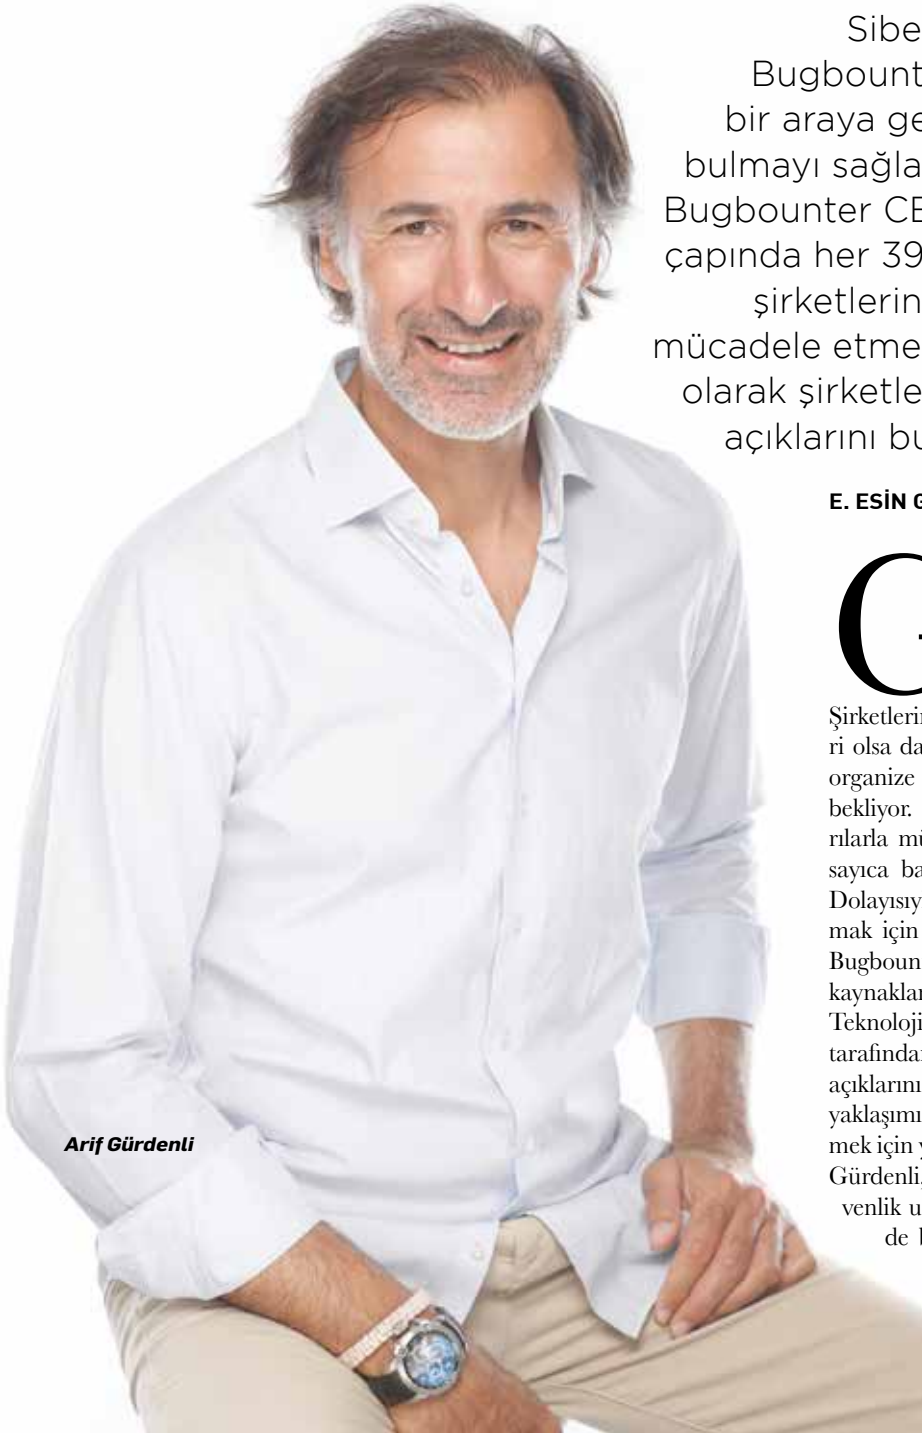 Sibe
Bugbount
bir araya ge
bulmayı sağla
Bugbounter CE
çapında her 39
şirketlerin
mücadele etme
olarak şirketle
açıklarını bu
E. ESİN G
G
Şirketlerin
ri olsa da
organize
bekliyor.
rılarla mü
sayıca ba
Dolayısıy
mak için
Bugboun
kaynaklar
Teknoloji
tarafından
açıklarını
yaklaşımı
mek için y
Gürdenli,
venlik u
de b
Arif Gürdenli